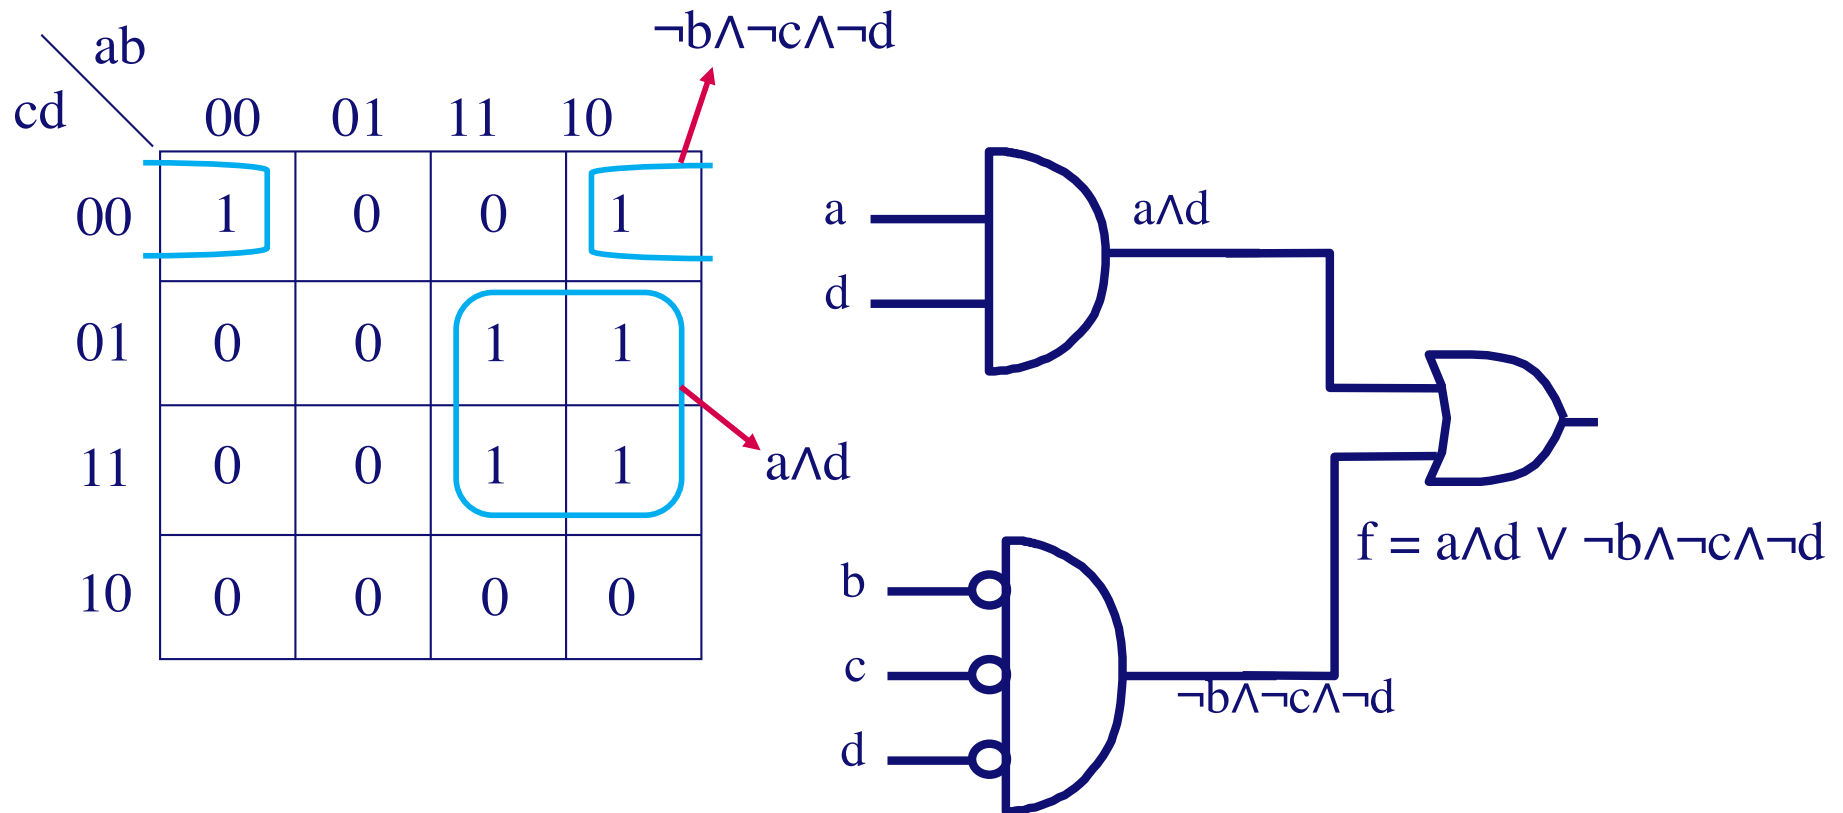 ab
cd
¬b∧¬c∧¬d
00 01 11 10
00 1 0 0 1
01 0 0 1 1
11 0 0 1 1
10 0 0 0 0
a∧d
a
d
a∧d
b
c
d
¬b∧¬c∧¬d
f = a∧d ∨ ¬b∧¬c∧¬d